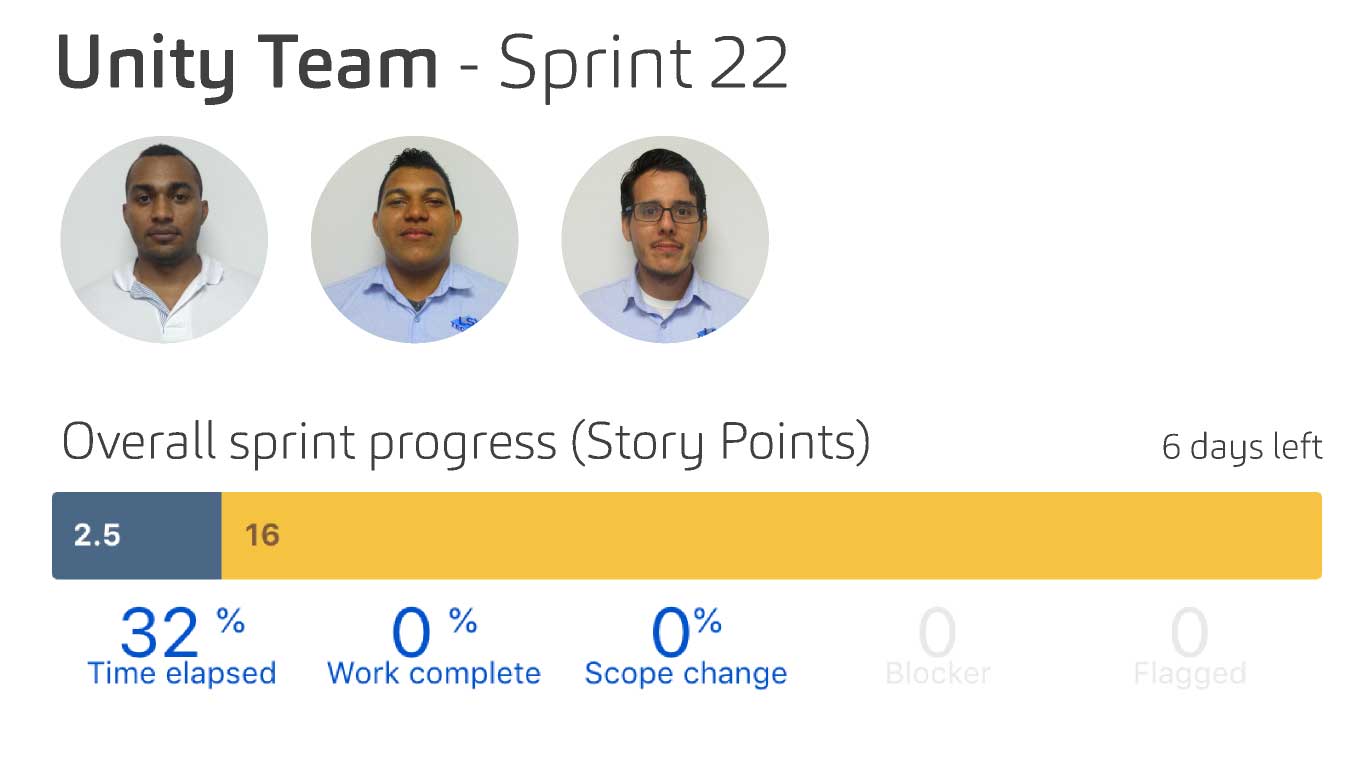 Unity Team - Sprint 22
Overall sprint progress (Story Points)
6 days left
2.5
16
32 %
0 %
0%
0
0
Time elapsed
Work complete
Scope change
Blocker
Flagged